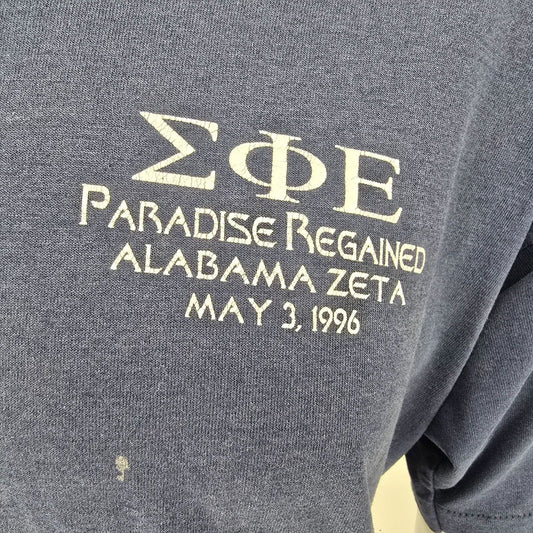 ΣΦΕ
PARADISE REGAINED
ALABAMA ZETA
MAY 3, 1996